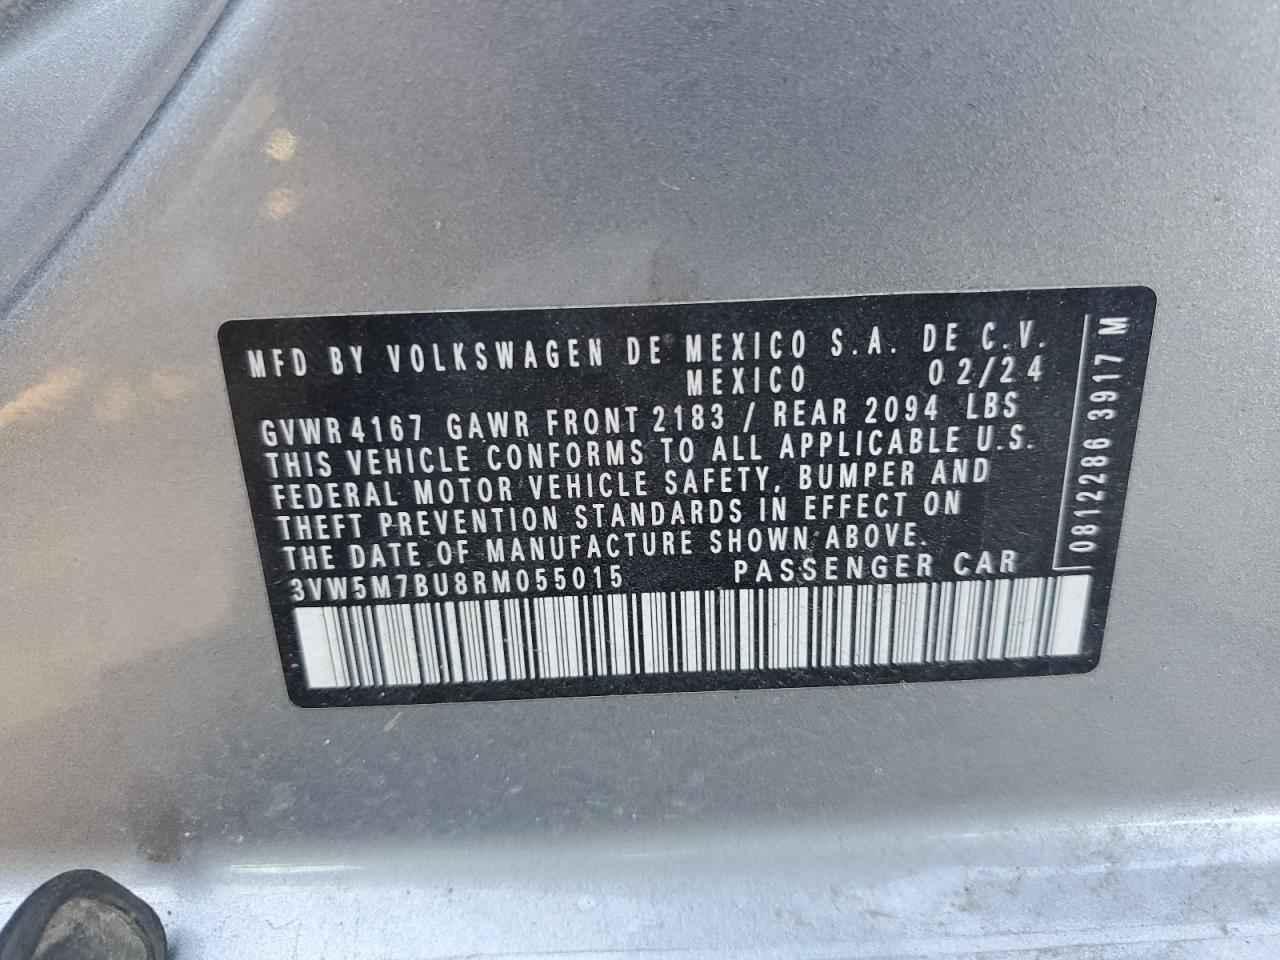 MFD BY VOLKSWAGEN DE MEXICO S.A. DE C.V.
MEXICO 02/24
GVWR 4167 GAWR FRONT 2183 / REAR 2094 LBS
THIS VEHICLE CONFORMS TO ALL APPLICABLE U.S.
FEDERAL MOTOR VEHICLE SAFETY, BUMPER AND
THEFT PREVENTION STANDARDS IN EFFECT ON
THE DATE OF MANUFACTURE SHOWN ABOVE.
3VW5M7BU8RM055015 PASSENGER CAR
0812286 3917 M